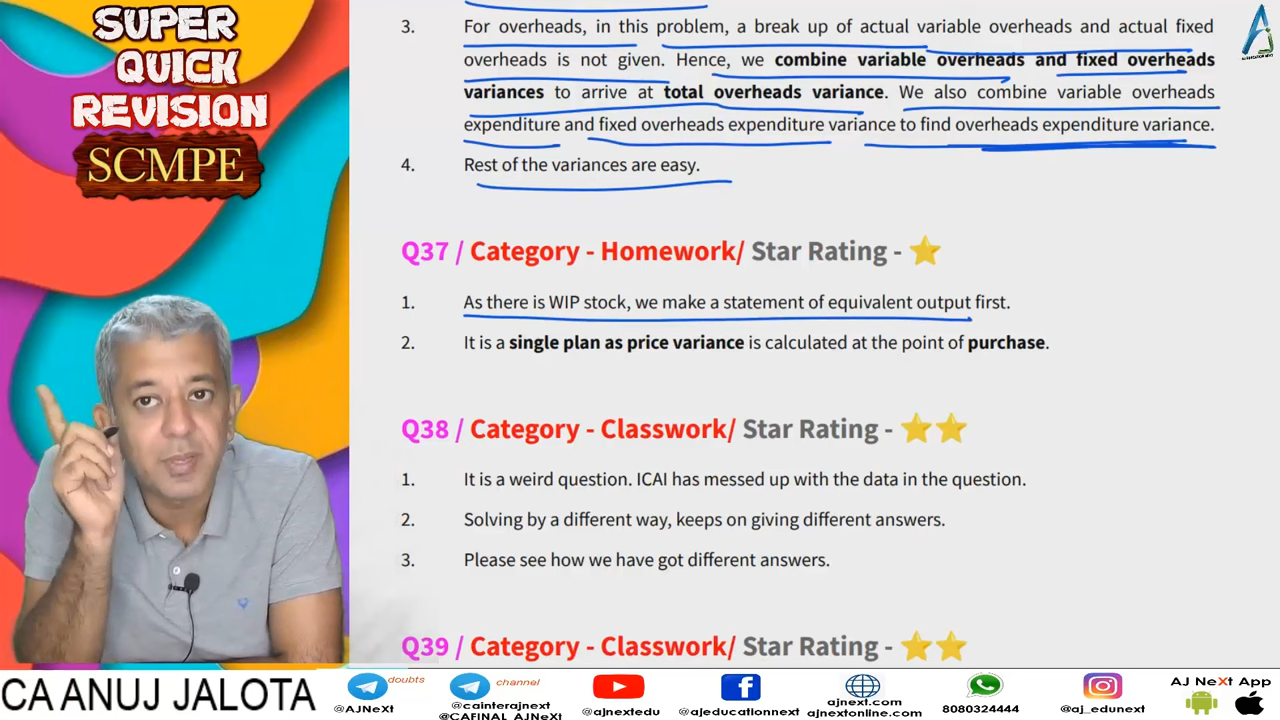 SUPER
QUICK
REVISION
SCMPE
3. For overheads, in this problem, a break up of actual variable overheads and actual fixed
overheads is not given. Hence, we combine variable overheads and fixed overheads
variances to arrive at total overheads variance. We also combine variable overheads
expenditure and fixed overheads expenditure variance to find overheads expenditure variance.
4. Rest of the variances are easy.
Q37 / Category - Homework/ Star Rating -
1. As there is WIP stock, we make a statement of equivalent output first.
2. It is a single plan as price variance is calculated at the point of purchase.
Q38 / Category - Classwork/ Star Rating -
1. It is a weird question. ICAI has messed up with the data in the question.
2. Solving by a different way, keeps on giving different answers.
3. Please see how we have got different answers.
Q39 / Category - Classwork/ Star Rating -
CA ANUJ JALOTA
doubts
@AJNeXt
channel
@cainterajnext
@CAFINAL_AJNeXt
@ajnextedu
@ajeducationnext
ajnext.com
ajnextonline.com
8080324444
@aj_edunext
AJ NeXt App